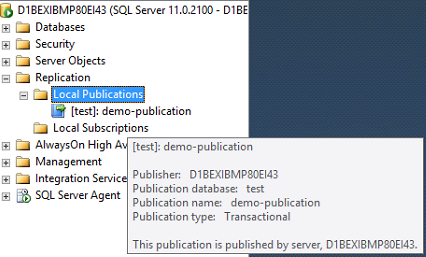 D1BEXIBMP80EI43 (SQL Server 11.0.2100 - D1BE
Databases
Security
Server Objects
Replication
Local Publications
[test]: demo-publication
Local Subscriptions
AlwaysOn High Av
Management
Integration Service
SQL Server Agent
[test]: demo-publication
Publisher: D1BEXIBMP80EI43
Publication database: test
Publication name: demo-publication
Publication type: Transactional
This publication is published by server, D1BEXIBMP80EI43.